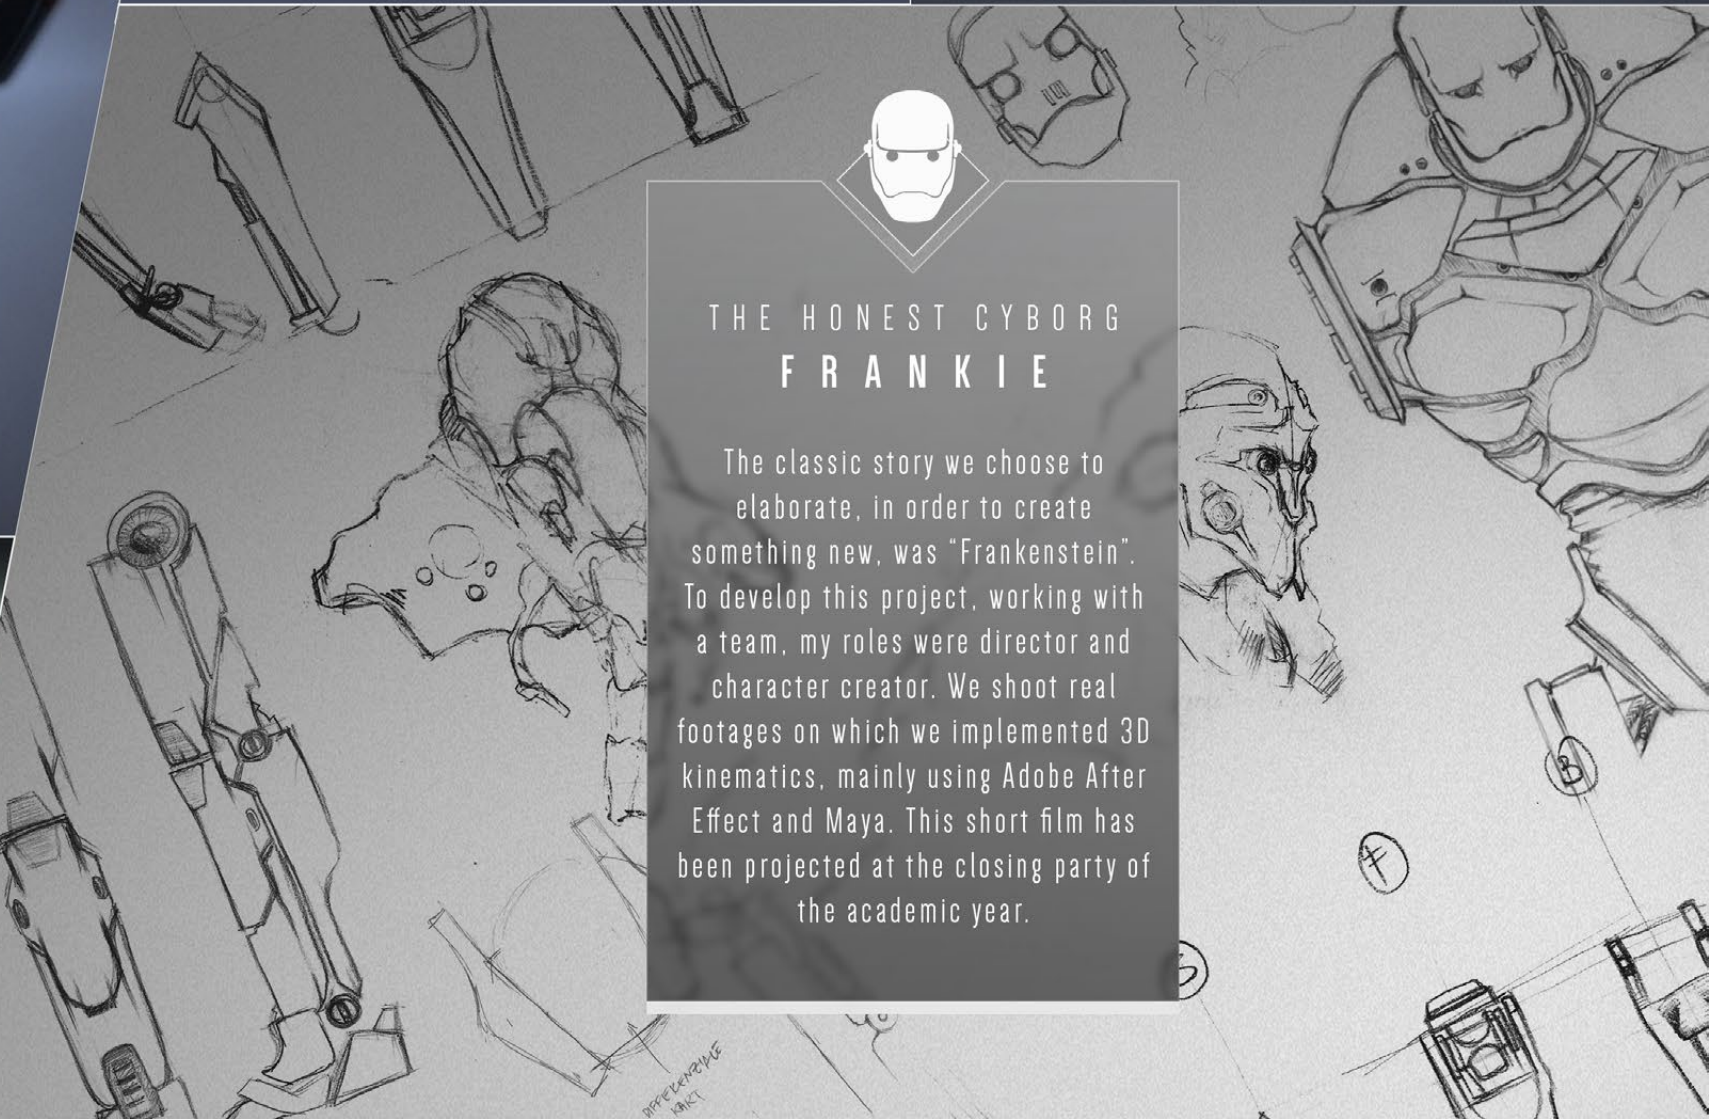 THE HONEST CYBORG
FRANKIE
The classic story we choose to
elaborate, in order to create
something new, was “Frankenstein”.
To develop this project, working with
a team, my roles were director and
character creator. We shoot real
footages on which we implemented 3D
kinematics, mainly using Adobe After
Effect and Maya. This short film has
been projected at the closing party of
the academic year.
B
F
DIFFERENZIALE
KART